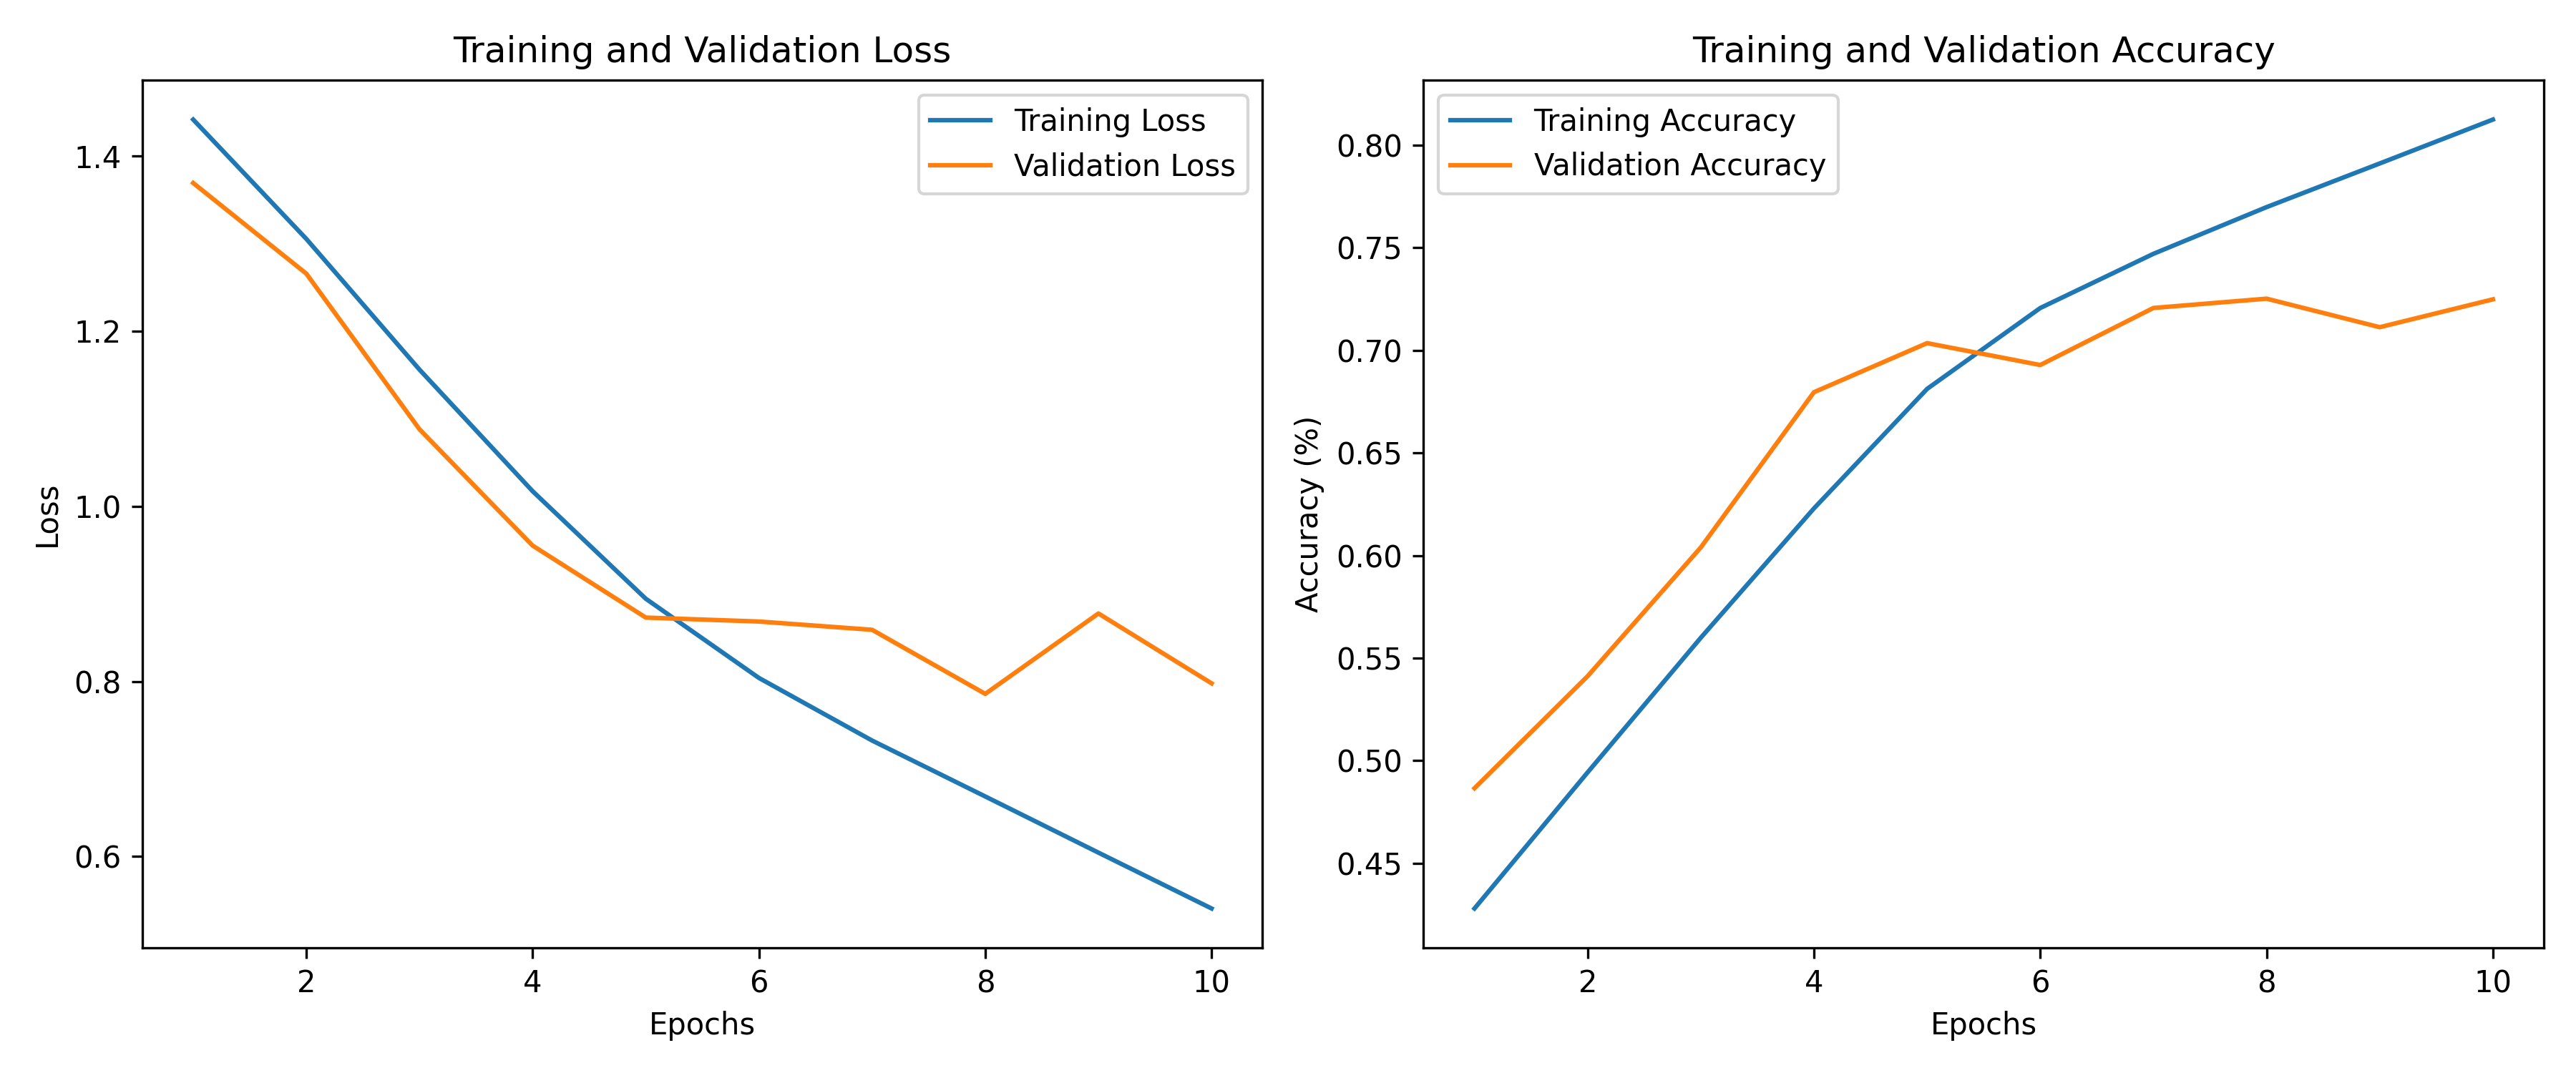 Training and Validation Loss
Training Loss
Validation Loss
1.4
1.2
1.0
0.8
0.6
Loss
2 4 6 8 10
Epochs
Training and Validation Accuracy
Training Accuracy
Validation Accuracy
0.80
0.75
0.70
0.65
0.60
0.55
0.50
0.45
Accuracy (%)
2 4 6 8 10
Epochs